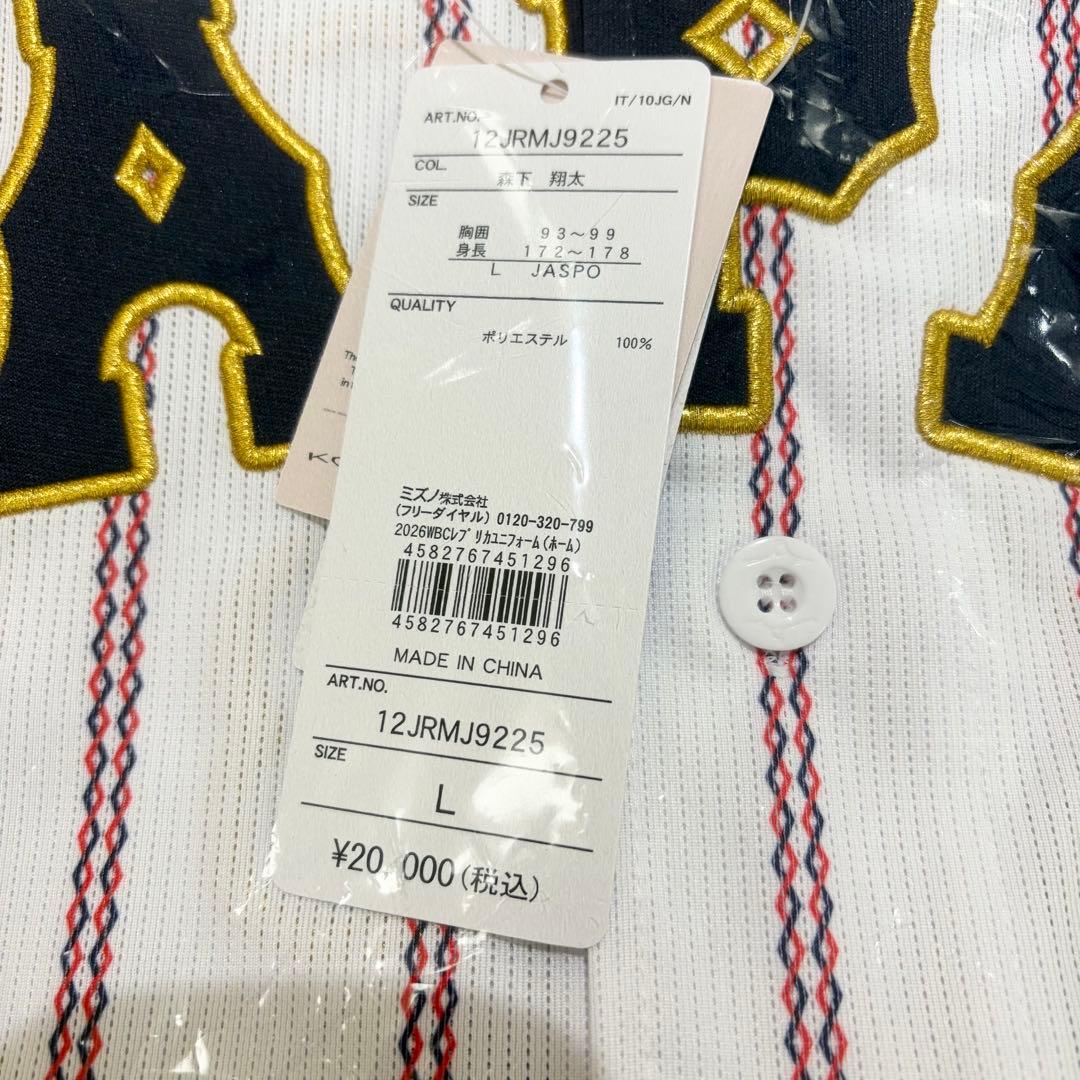 IT/10JG/N
ART.NO.
12JRMJ9225
COL.
森下 翔太
SIZE
胸囲 93～99
身長 172～178
L JASPO
QUALITY
ポリエステル 100%
ミズノ株式会社
(フリーダイヤル) 0120-320-799
2026WBCレプリカユニフォーム(ホーム)
4582767451296
4582767451296
MADE IN CHINA
ART.NO.
12JRMJ9225
SIZE
L
¥20,000(税込)